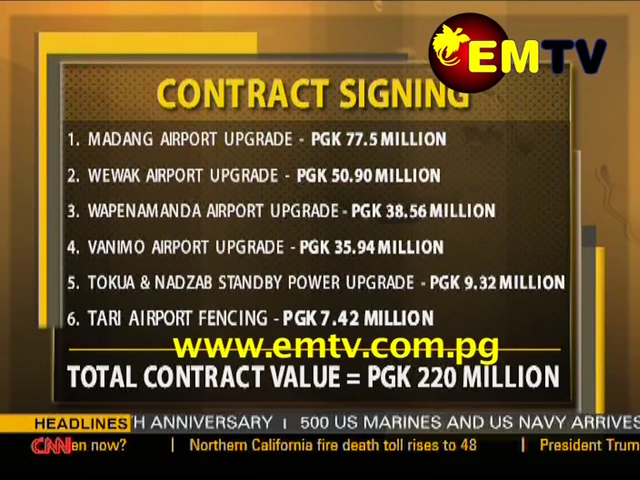 EMTV
CONTRACT SIGNING
1. MADANG AIRPORT UPGRADE - PGK 77.5 MILLION
2. WEWAK AIRPORT UPGRADE - PGK 50.90 MILLION
3. WAPENAMANDA AIRPORT UPGRADE - PGK 38.56 MILLION
4. VANIMO AIRPORT UPGRADE - PGK 35.94 MILLION
5. TOKUA & NADZAB STANDBY POWER UPGRADE - PGK 9.32 MILLION
6. TARI AIRPORT FENCING - PGK 7.42 MILLION
www.emtv.com.pg
TOTAL CONTRACT VALUE = PGK 220 MILLION
HEADLINES TH ANNIVERSARY | 500 US MARINES AND US NAVY ARRIVES
CNN en now? | Northern California fire death toll rises to 48 | President Trum